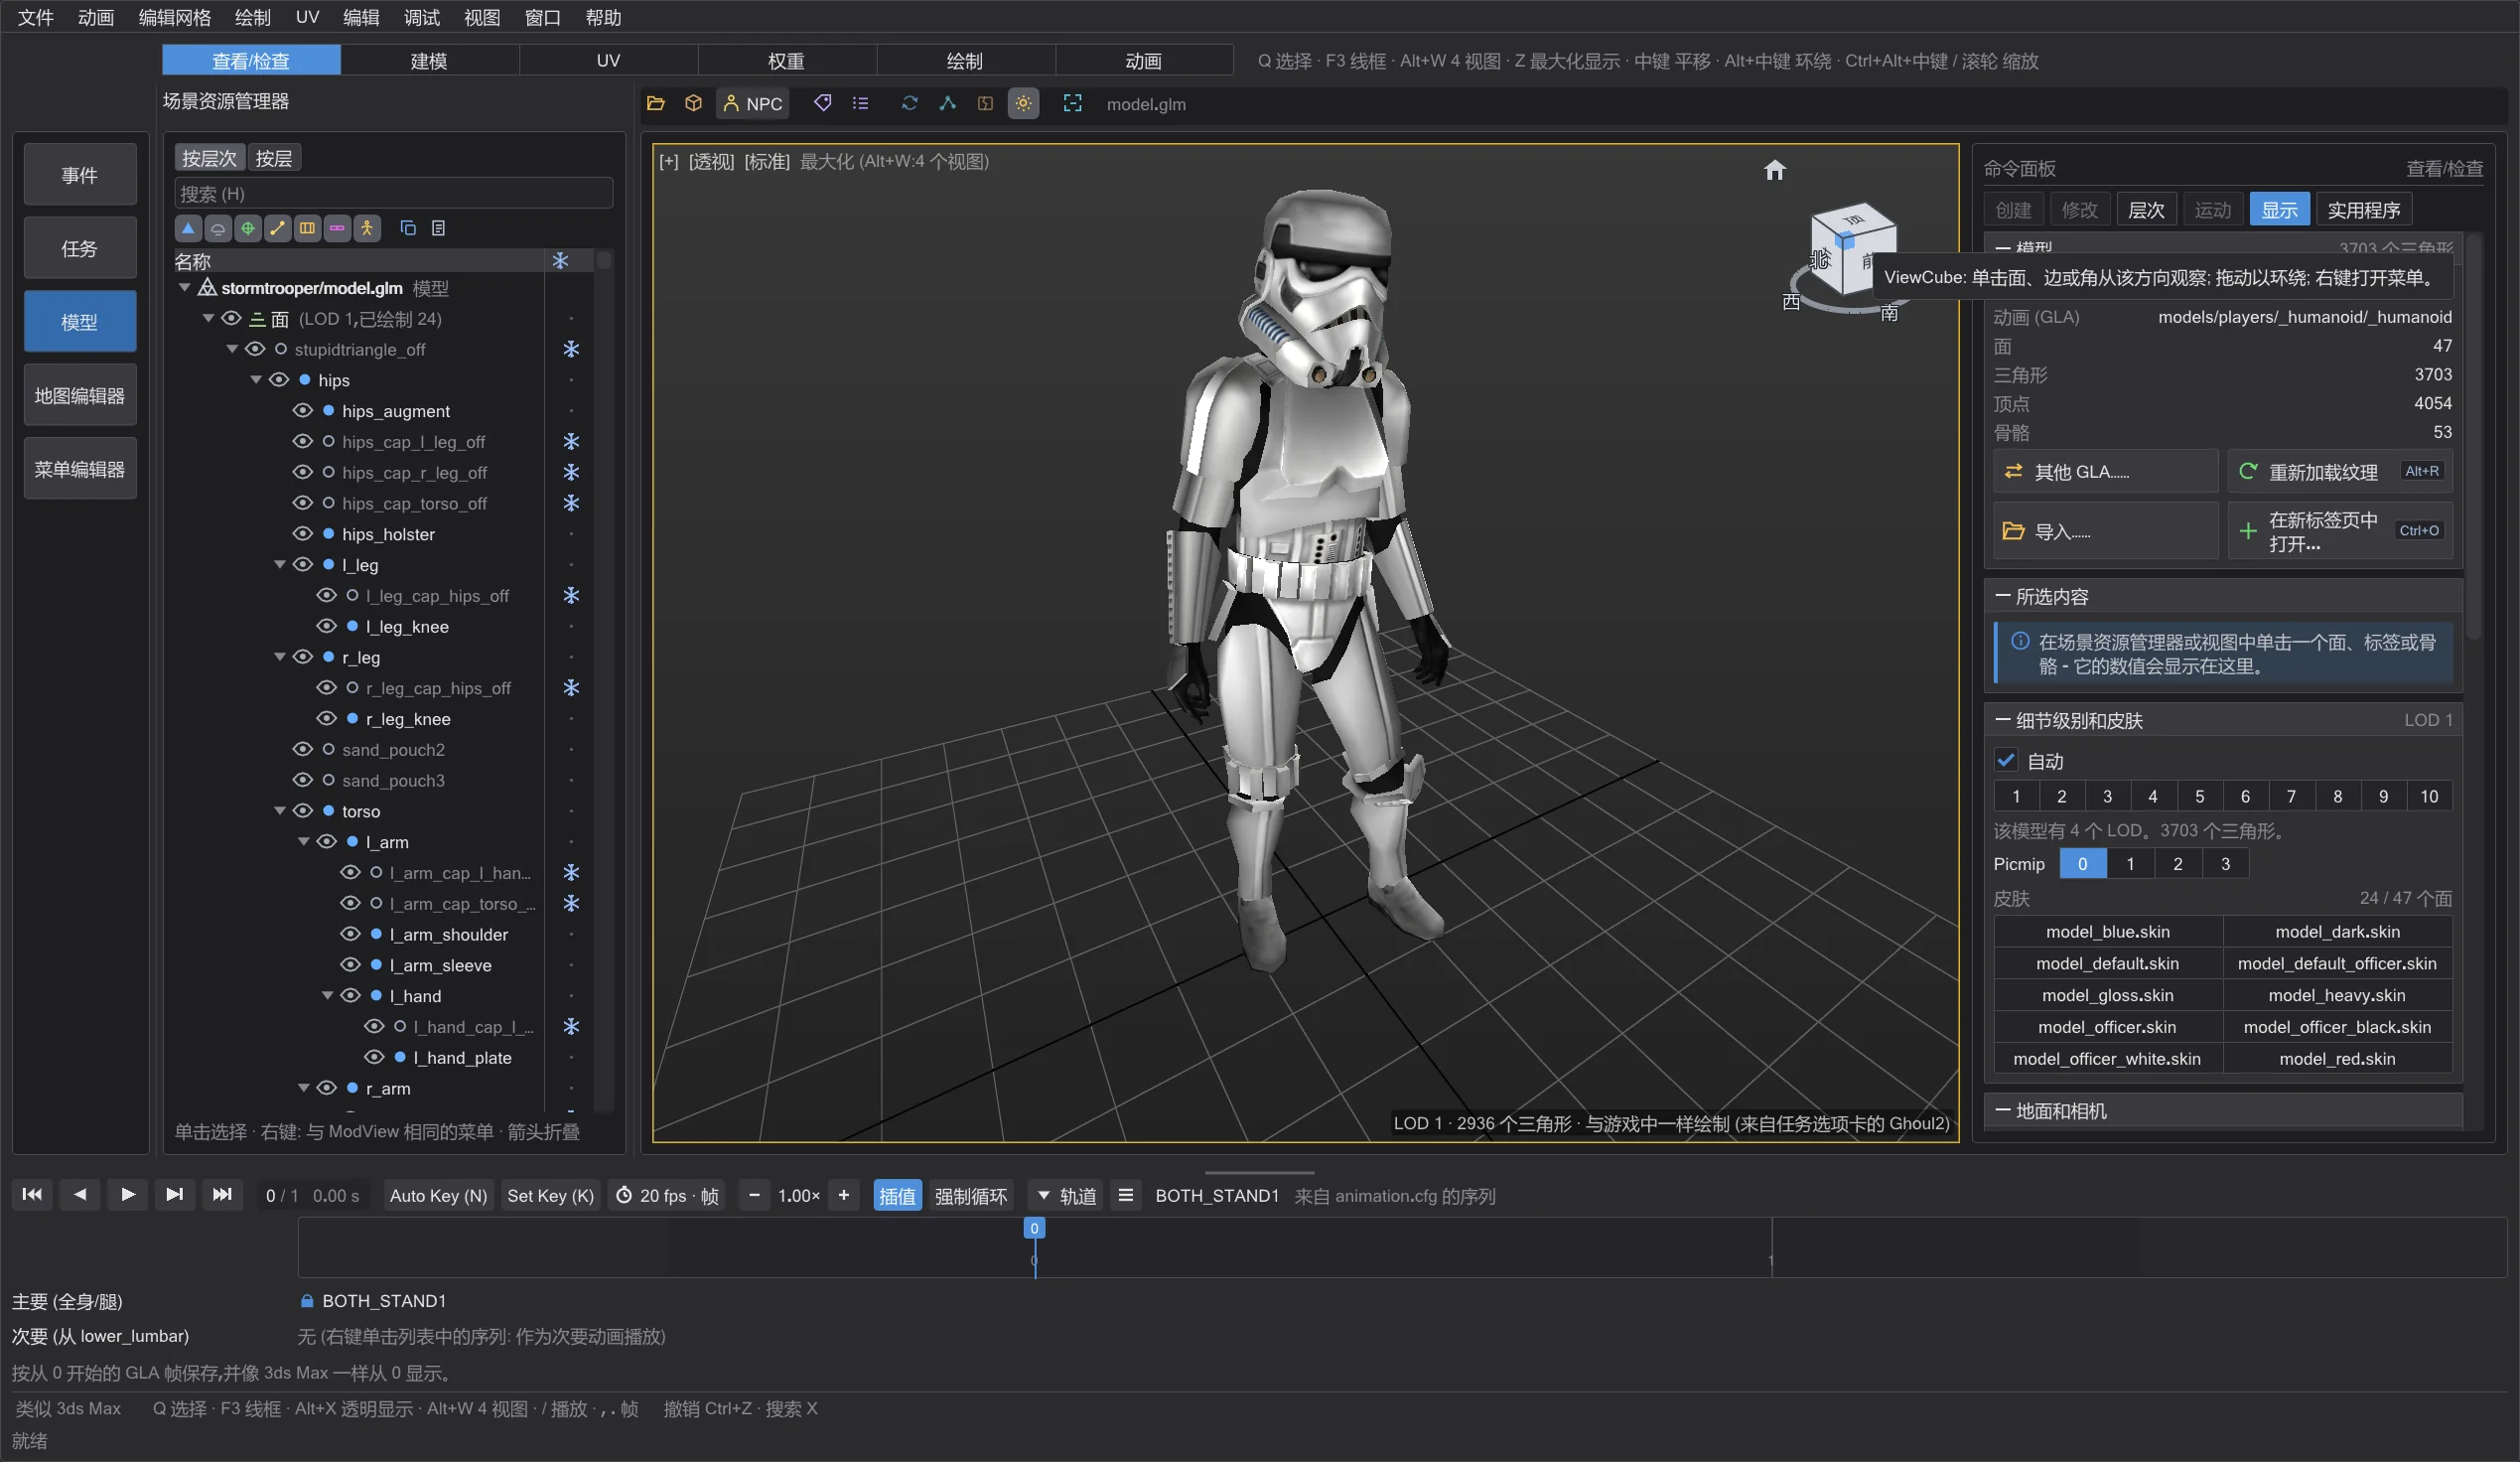 文件 动画 编辑网格 绘制 UV 编辑 调试 视图 窗口 帮助
查看/检查 建模 UV 权重 绘制 动画 Q 选择 · F3 线框 · Alt+W 4 视图 · Z 最大化显示 · 中键 平移 · Alt+中键 环绕 · Ctrl+Alt+中键 / 滚轮 缩放
场景资源管理器
NPC model.glm
事件
任务
模型
地图编辑器
菜单编辑器
按层次 按层
搜索 (H)
名称
stormtrooper/model.glm 模型
面 (LOD 1,已绘制 24)
stupidtriangle_off
hips
hips_augment
hips_cap_l_leg_off
hips_cap_r_leg_off
hips_cap_torso_off
hips_holster
l_leg
l_leg_cap_hips_off
l_leg_knee
r_leg
r_leg_cap_hips_off
r_leg_knee
sand_pouch2
sand_pouch3
torso
l_arm
l_arm_cap_l_han...
l_arm_cap_torso_...
l_arm_shoulder
l_arm_sleeve
l_hand
l_hand_cap_l_...
l_hand_plate
r_arm
单击选择 · 右键: 与 ModView 相同的菜单 · 箭头折叠
[+] [透视] [标准] 最大化 (Alt+W:4 个视图)
顶
北 前
西
南
LOD 1 · 2936 个三角形 · 与游戏中一样绘制 (来自任务选项卡的 Ghoul2)
命令面板 查看/检查
创建 修改 层次 运动 显示 实用程序
模型 3703 个三角形
ViewCube: 单击面、边或角从该方向观察; 拖动以环绕; 右键打开菜单。
动画 (GLA) models/players/_humanoid/_humanoid
面 47
三角形 3703
顶点 4054
骨骼 53
其他 GLA...... 重新加载纹理 Alt+R
导入...... 在新标签页中打开... Ctrl+O
所选内容
在场景资源管理器或视图中单击一个面、标签或骨
骼 - 它的数值会显示在这里。
细节级别和皮肤 LOD 1
自动
1 2 3 4 5 6 7 8 9 10
该模型有 4 个 LOD。3703 个三角形。
Picmip 0 1 2 3
皮肤 24 / 47 个面
model_blue.skin model_dark.skin
model_default.skin model_default_officer.skin
model_gloss.skin model_heavy.skin
model_officer.skin model_officer_black.skin
model_officer_white.skin model_red.skin
地面和相机
0 / 1 0.00 s Auto Key (N) Set Key (K) 20 fps · 帧 − 1.00× + 插值 强制循环 轨道 BOTH_STAND1 来自 animation.cfg 的序列
0
0 1
主要 (全身/腿) BOTH_STAND1
次要 (从 lower_lumbar) 无 (右键单击列表中的序列: 作为次要动画播放)
按从 0 开始的 GLA 帧保存,并像 3ds Max 一样从 0 显示。
类似 3ds Max Q 选择 · F3 线框 · Alt+X 透明显示 · Alt+W 4 视图 · / 播放 · , . 帧 撤销 Ctrl+Z · 搜索 X
就绪